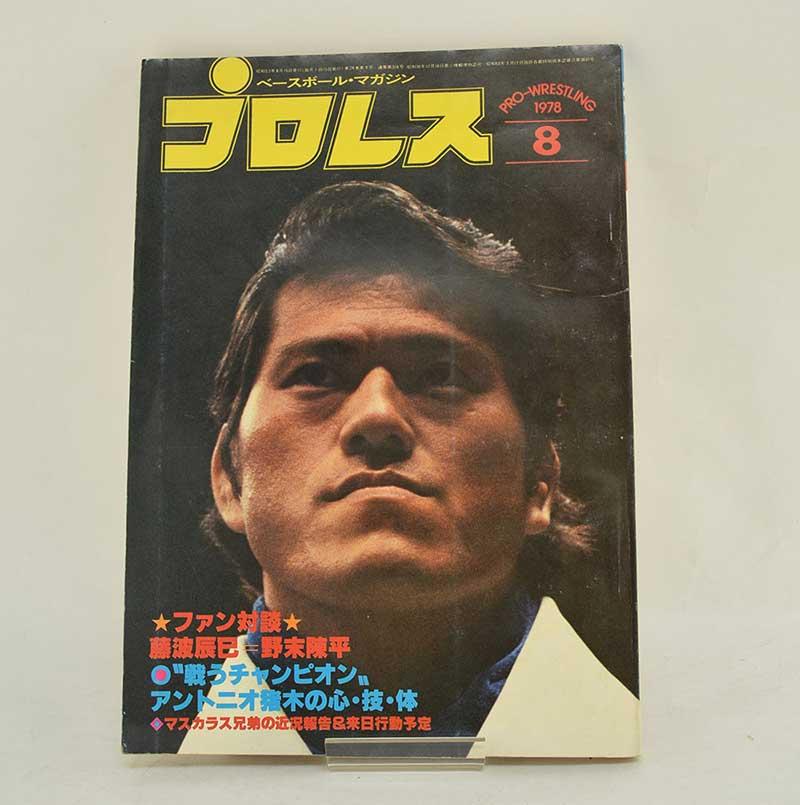 ベースボール・マガジン
プロレス
PRO-WRESTLING
1978
8
★ファン対談★
藤波辰巳=野末陳平
●〝戦うチャンピオン〟
アントニオ猪木の心・技・体
◆マスカラス兄弟の近況報告&来日行動予定